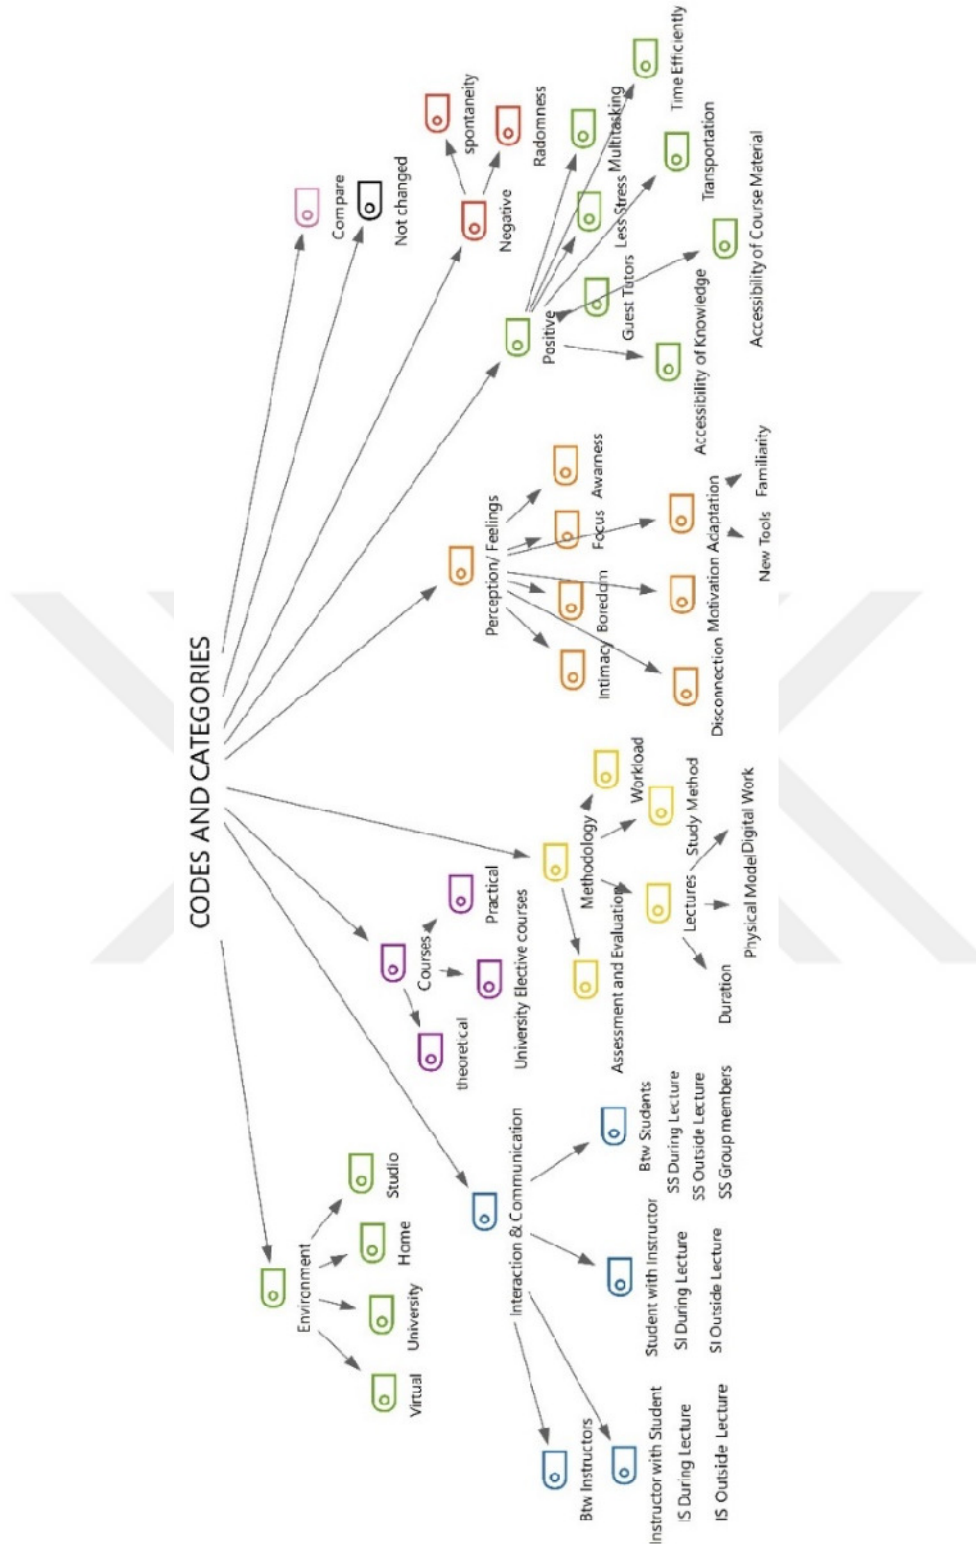 CODES AND CATEGORIES
Environment
Virtual
University
Home
Studio
Interaction & Communication
Btw Instructors
Instructor with Student
IS During Lecture
IS Outside Lecture
Student with Instructor
SI During Lecture
SI Outside Lecture
Btw Students
SS During Lecture
SS Outside Lecture
SS Group members
Courses
theoretical
University Elective courses
Practical
Methodology
Assessment and Evaluation
Lectures
Study Method
Workload
Duration
Physical Model
Digital Work
Perception/ Feelings
Intimacy
Boredom
Focus
Awarness
Disconnection
Motivation
Adaptation
New Tools
Familiarity
Positive
Accessibility of Knowledge
Guest Tutors
Less Stress
Multitasking
Accessibility of Course Material
Transportation
Time Efficiently
Negative
spontaneity
Radomness
Not changed
Compare